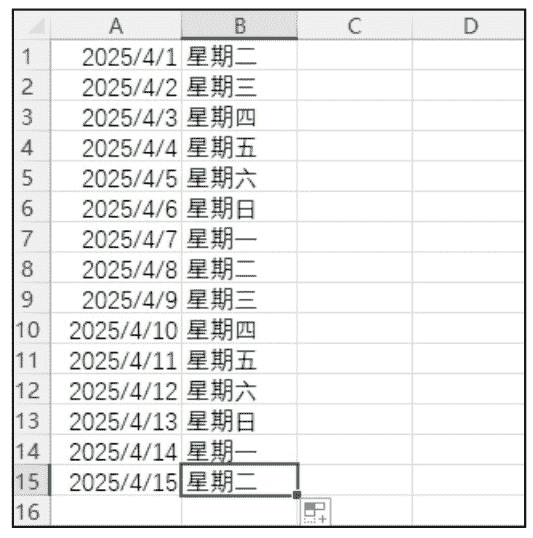 A B C D
1 2025/4/1 星期二
2 2025/4/2 星期三
3 2025/4/3 星期四
4 2025/4/4 星期五
5 2025/4/5 星期六
6 2025/4/6 星期日
7 2025/4/7 星期一
8 2025/4/8 星期二
9 2025/4/9 星期三
10 2025/4/10 星期四
11 2025/4/11 星期五
12 2025/4/12 星期六
13 2025/4/13 星期日
14 2025/4/14 星期一
15 2025/4/15 星期二
16